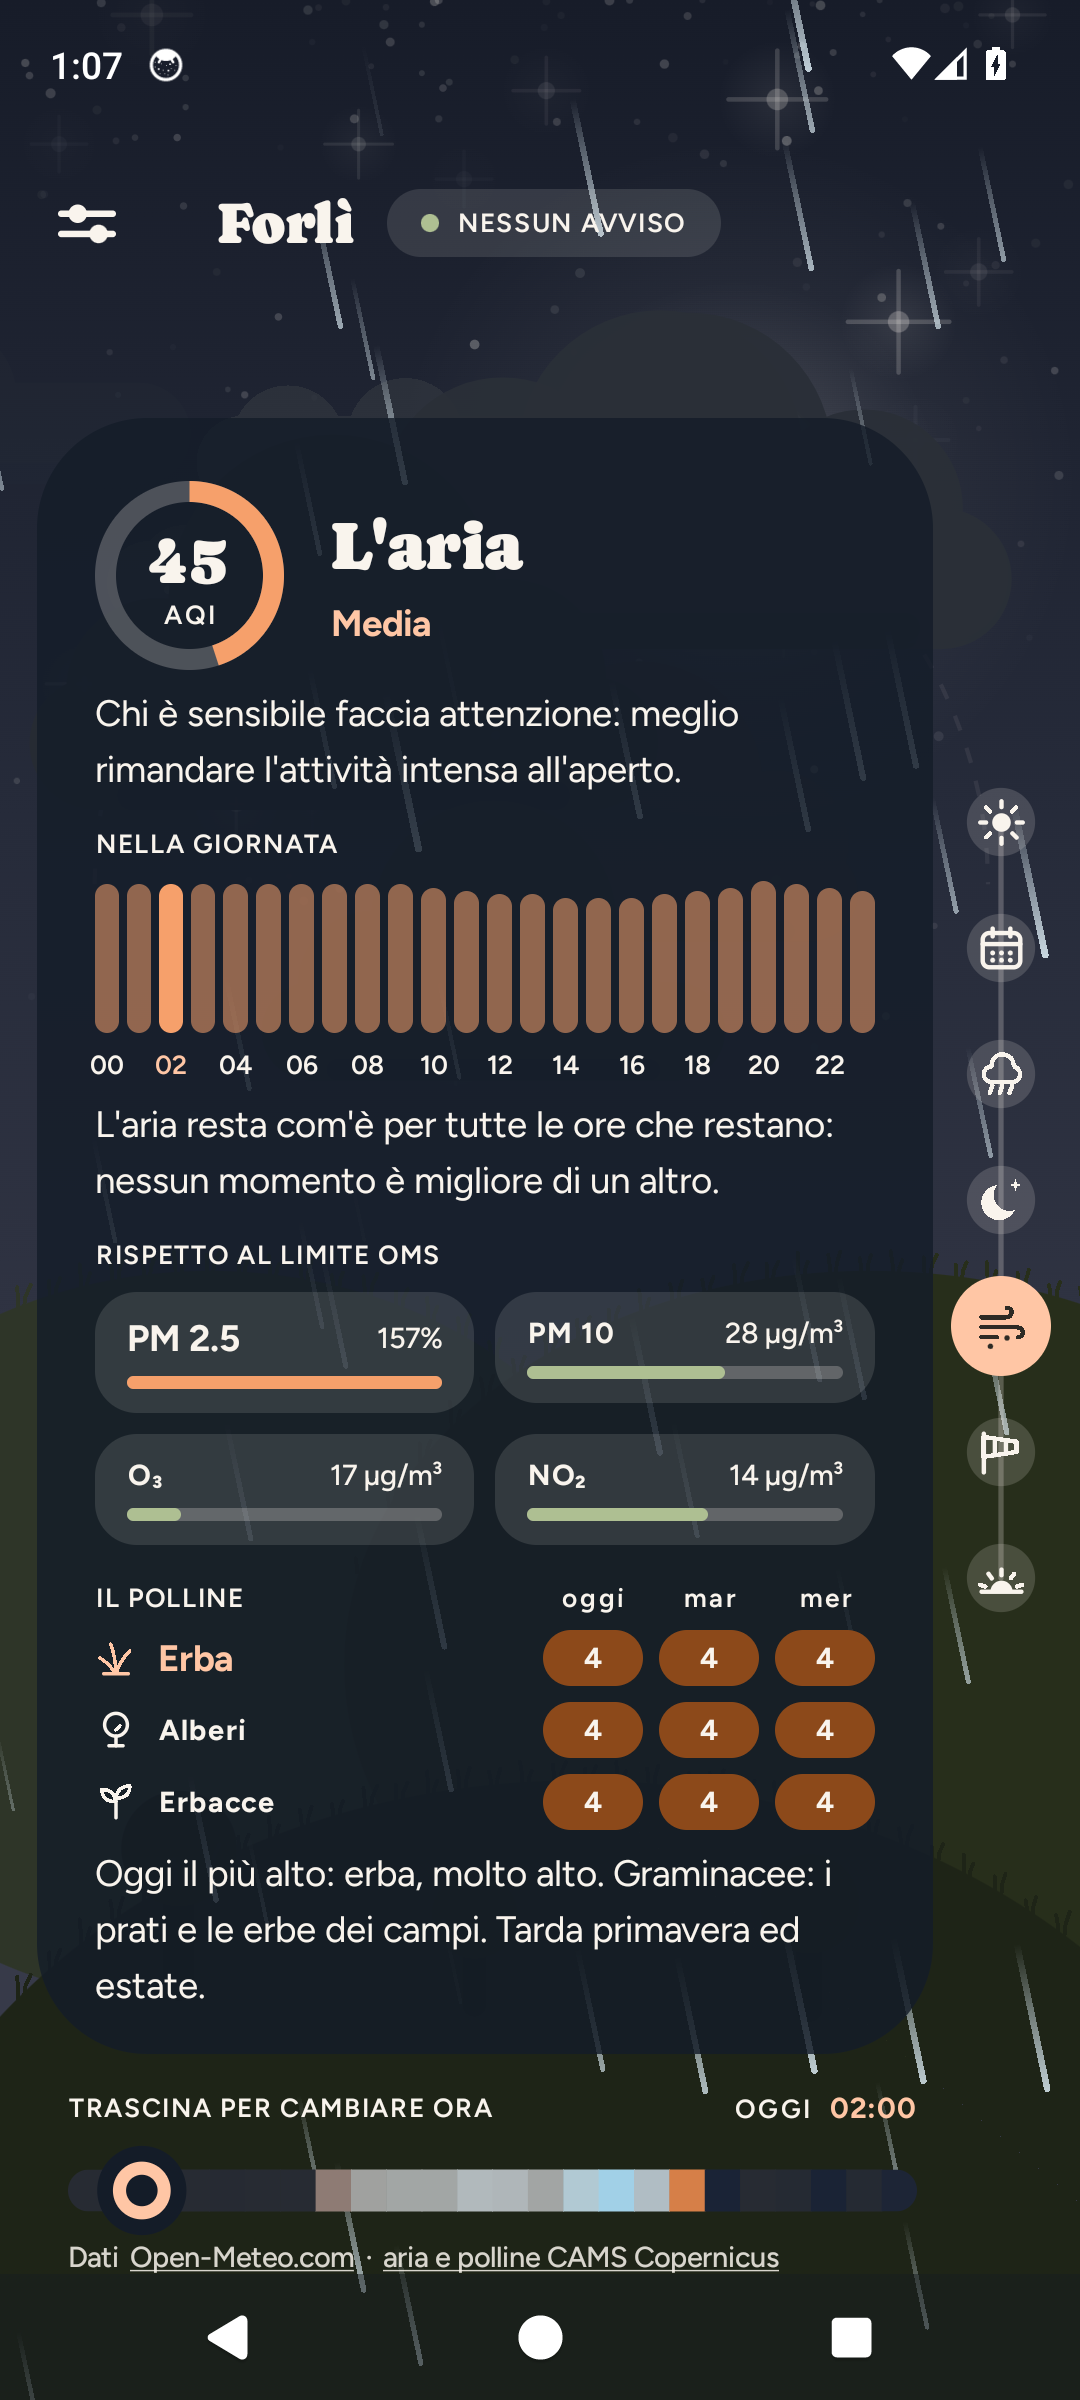 1:07
Forlì
NESSUN AVVISO
45
AQI
L'aria
Media
Chi è sensibile faccia attenzione: meglio
rimandare l'attività intensa all'aperto.
NELLA GIORNATA
00 02 04 06 08 10 12 14 16 18 20 22
L'aria resta com'è per tutte le ore che restano:
nessun momento è migliore di un altro.
RISPETTO AL LIMITE OMS
PM 2.5 157%
PM 10 28 µg/m³
O₃ 17 µg/m³
NO₂ 14 µg/m³
IL POLLINE oggi mar mer
Erba 4 4 4
Alberi 4 4 4
Erbacce 4 4 4
Oggi il più alto: erba, molto alto. Graminacee: i
prati e le erbe dei campi. Tarda primavera ed
estate.
TRASCINA PER CAMBIARE ORA OGGI 02:00
Dati Open-Meteo.com · aria e polline CAMS Copernicus